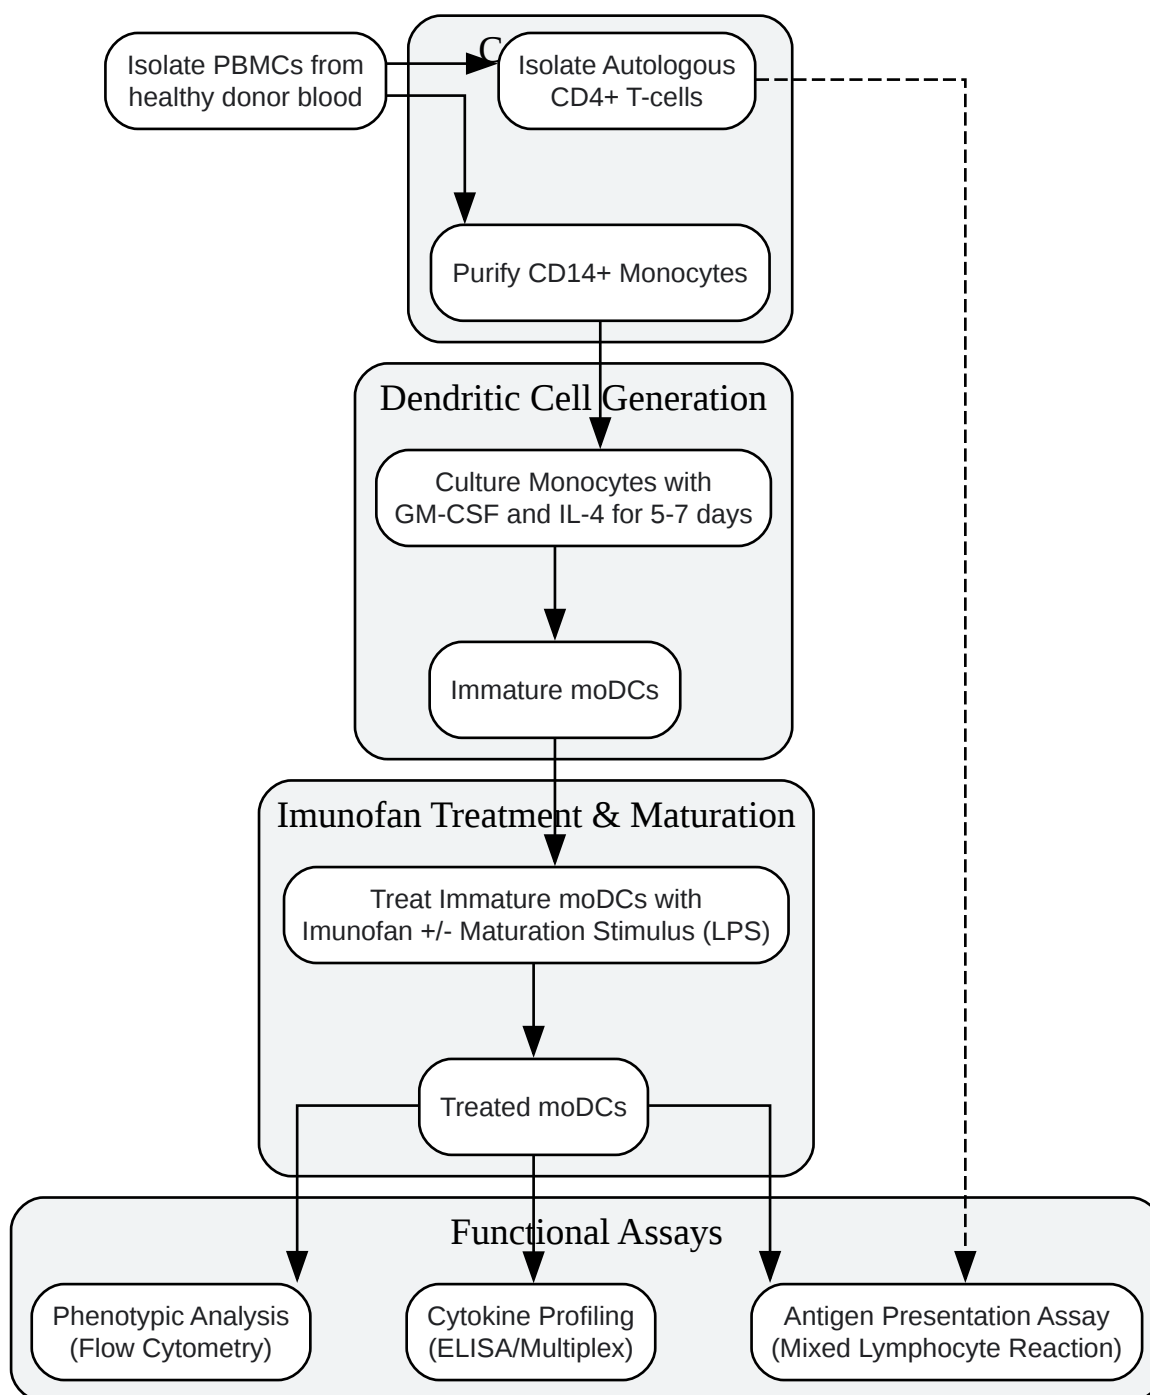 Isolate PBMCs from
healthy donor blood
C
Isolate Autologous
CD4+ T-cells
Purify CD14+ Monocytes
Dendritic Cell Generation
Culture Monocytes with
GM-CSF and IL-4 for 5-7 days
Immature moDCs
Imunofan Treatment & Maturation
Treat Immature moDCs with
Imunofan +/- Maturation Stimulus (LPS)
Treated moDCs
Functional Assays
Phenotypic Analysis
(Flow Cytometry)
Cytokine Profiling
(ELISA/Multiplex)
Antigen Presentation Assay
(Mixed Lymphocyte Reaction)